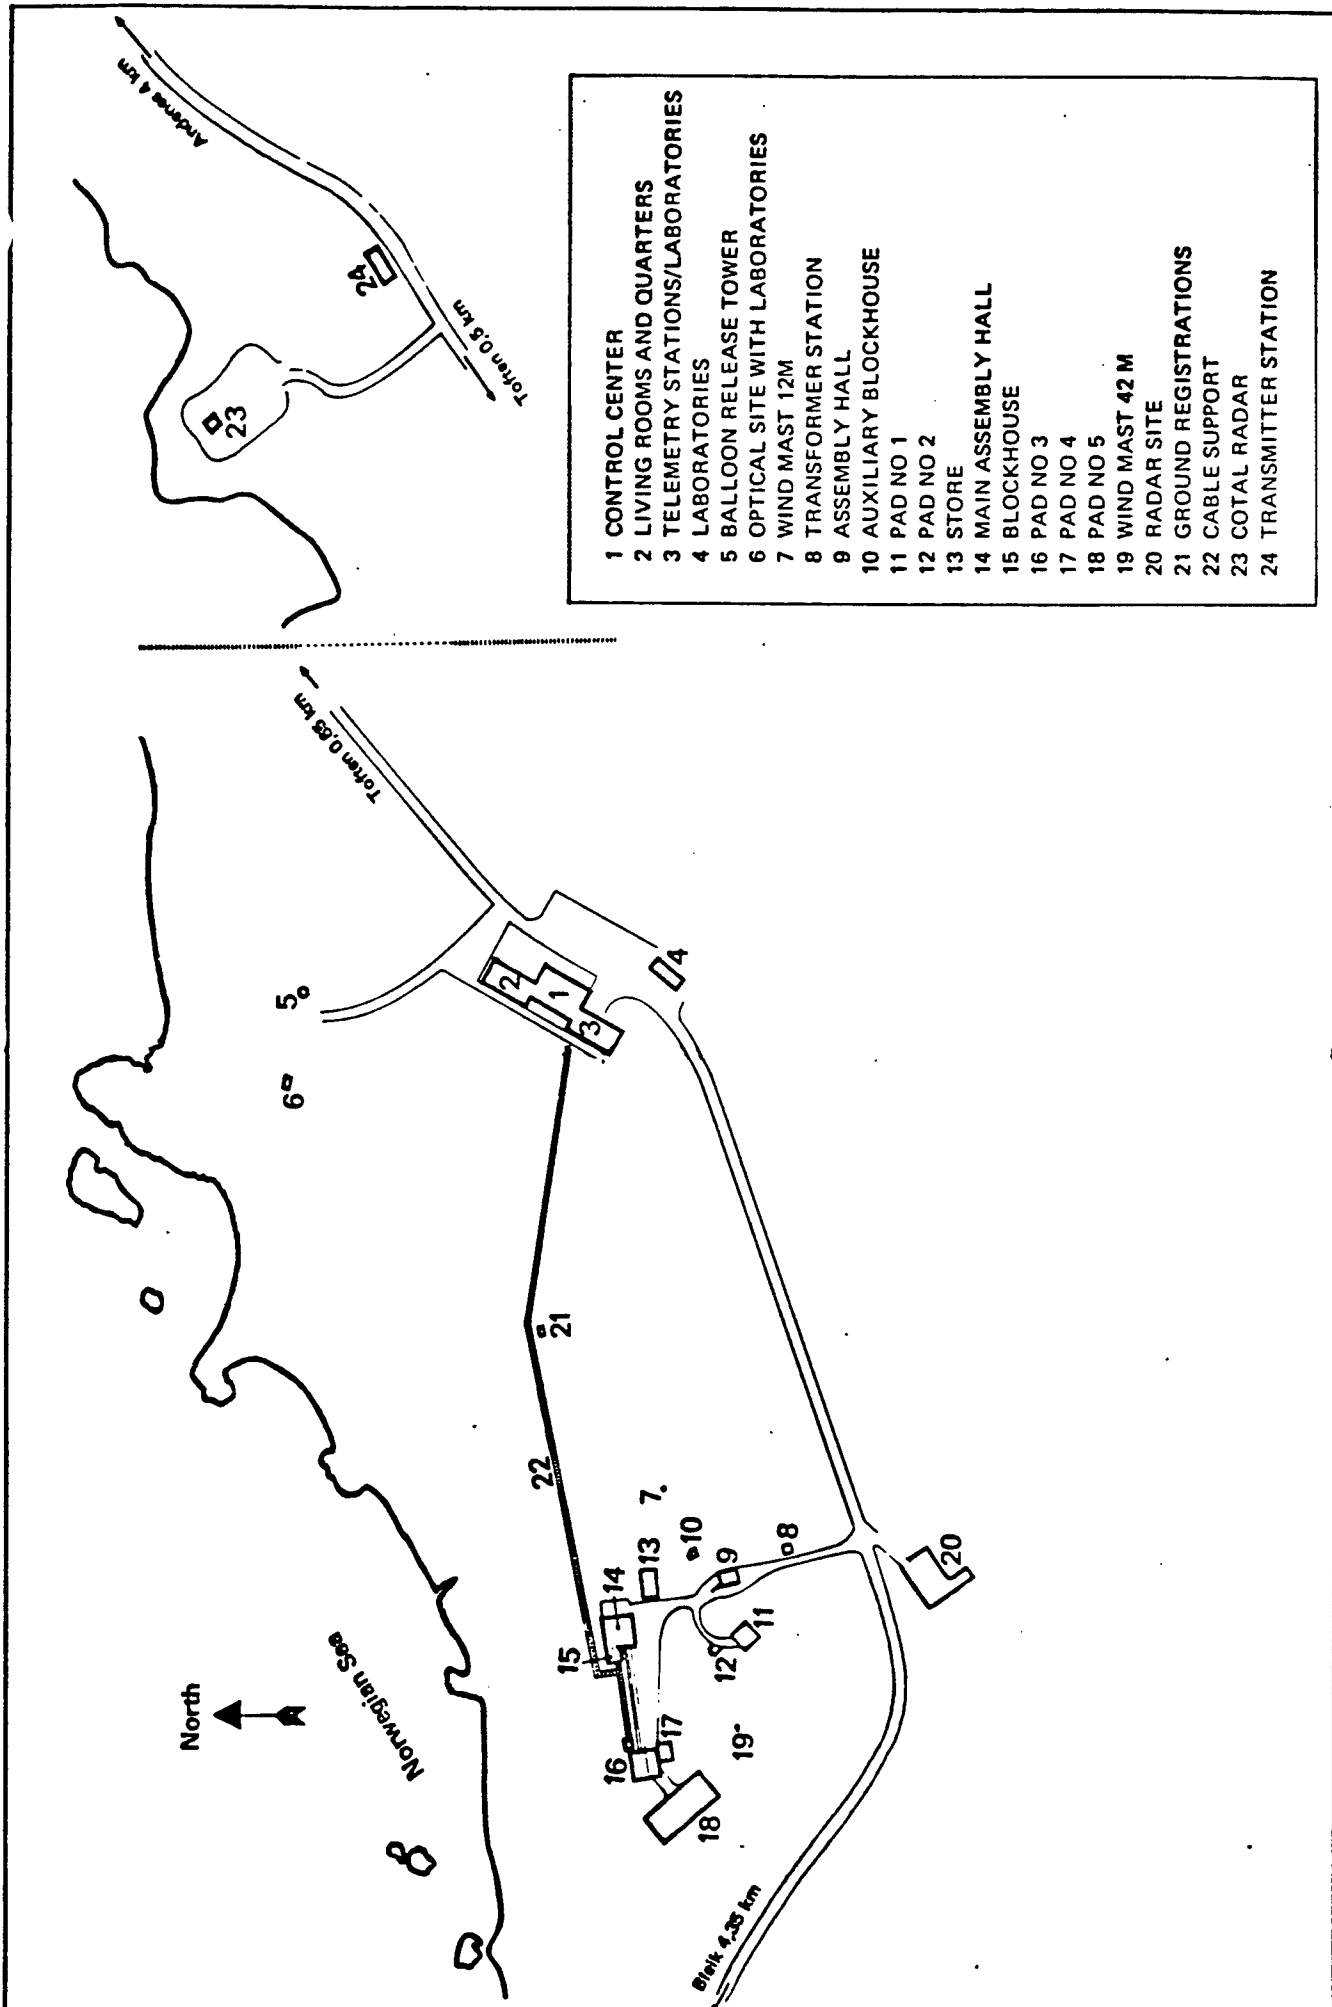 Andenes 4 km
24
23
Toften 0,5 km
1 CONTROL CENTER
2 LIVING ROOMS AND QUARTERS
3 TELEMETRY STATIONS/LABORATORIES
4 LABORATORIES
5 BALLOON RELEASE TOWER
6 OPTICAL SITE WITH LABORATORIES
7 WIND MAST 12M
8 TRANSFORMER STATION
9 ASSEMBLY HALL
10 AUXILIARY BLOCKHOUSE
11 PAD NO 1
12 PAD NO 2
13 STORE
14 MAIN ASSEMBLY HALL
15 BLOCKHOUSE
16 PAD NO 3
17 PAD NO 4
18 PAD NO 5
19 WIND MAST 42 M
20 RADAR SITE
21 GROUND REGISTRATIONS
22 CABLE SUPPORT
23 COTAL RADAR
24 TRANSMITTER STATION
Toften 0,65 km
5
6
2
1
3
4
21
22
7
13
10
14
9
8
15
12
11
20
16
17
19
18
North
Norwegian Sea
Bleik 4,35 km